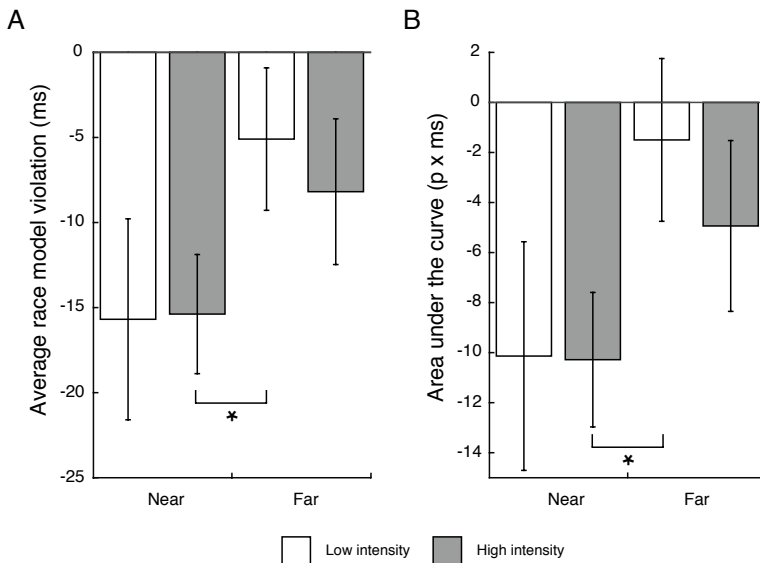 A
Average race model violation (ms)
0
-5
-10
-15
-20
-25
*
Near Far
B
Area under the curve (p x ms)
2
0
-2
-4
-6
-8
-10
-12
-14
*
Near Far
Low intensity High intensity